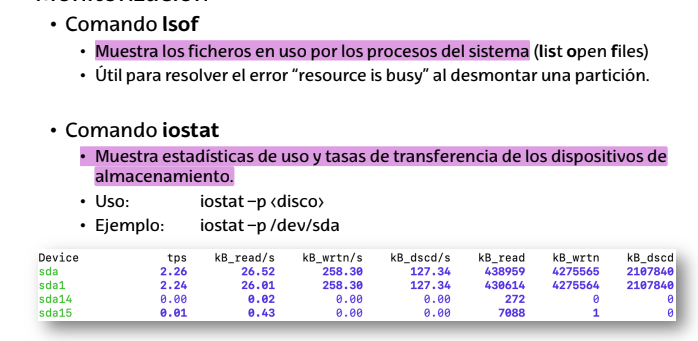 • Comando lsof
• Muestra los ficheros en uso por los procesos del sistema (list open files)
• Útil para resolver el error “resource is busy” al desmontar una partición.
• Comando iostat
• Muestra estadísticas de uso y tasas de transferencia de los dispositivos de
almacenamiento.
• Uso: iostat –p ‹disco›
• Ejemplo: iostat –p /dev/sda
Device tps kB_read/s kB_wrtn/s kB_dscd/s kB_read kB_wrtn kB_dscd
sda 2.26 26.52 258.30 127.34 438959 4275565 2107840
sda1 2.24 26.01 258.30 127.34 430614 4275564 2107840
sda14 0.00 0.02 0.00 0.00 272 0 0
sda15 0.01 0.43 0.00 0.00 7088 1 0